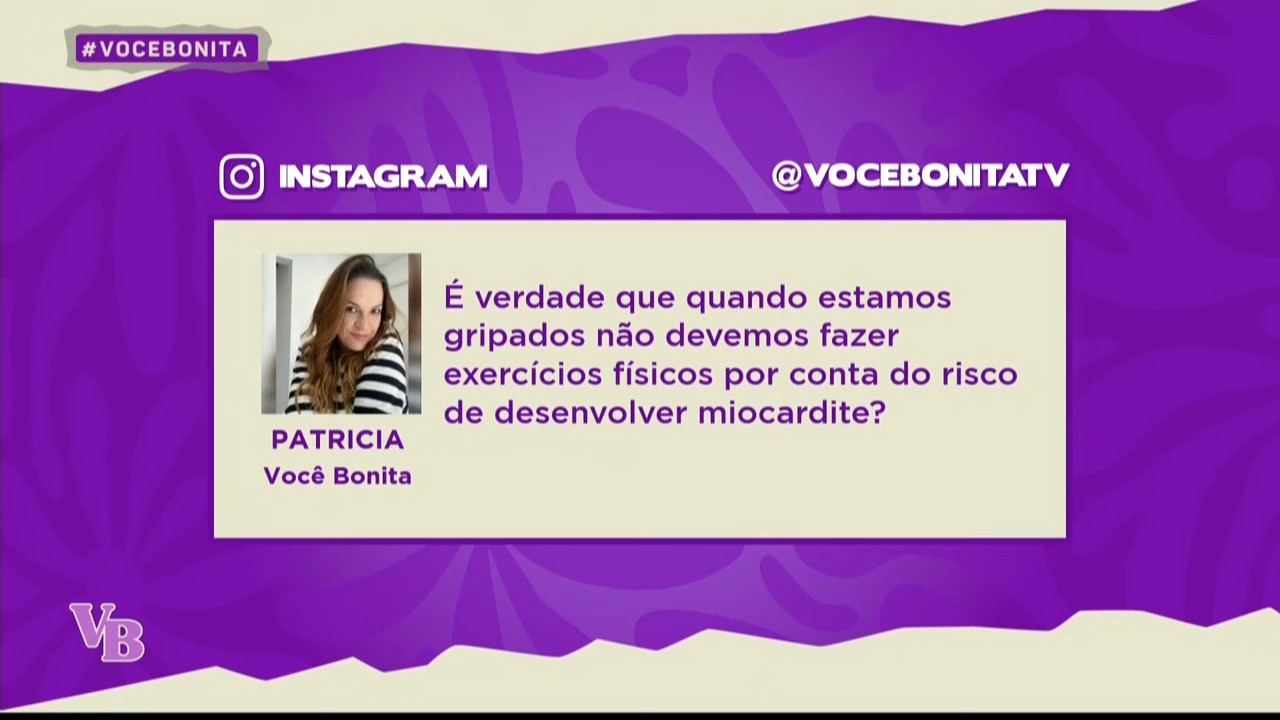 #VOCEBONITA
INSTAGRAM
@VOCEBONITATV
É verdade que quando estamos
gripados não devemos fazer
exercícios físicos por conta do risco
de desenvolver miocardite?
PATRICIA
Você Bonita
VB